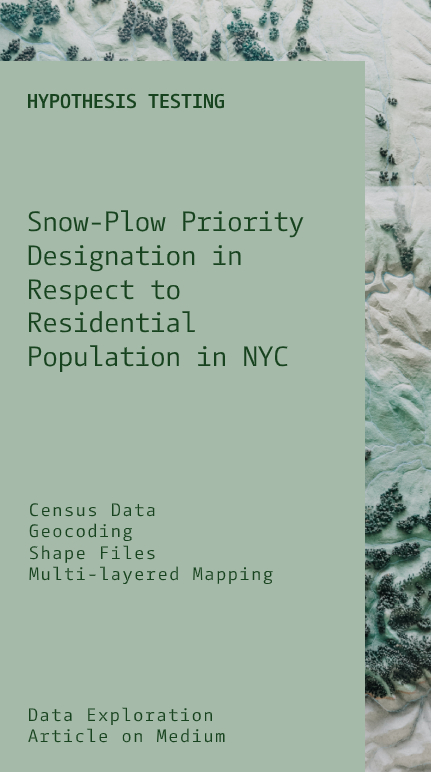 HYPOTHESIS TESTING
Snow-Plow Priority
Designation in
Respect to
Residential
Population in NYC
Census Data
Geocoding
Shape Files
Multi-layered Mapping
Data Exploration
Article on Medium